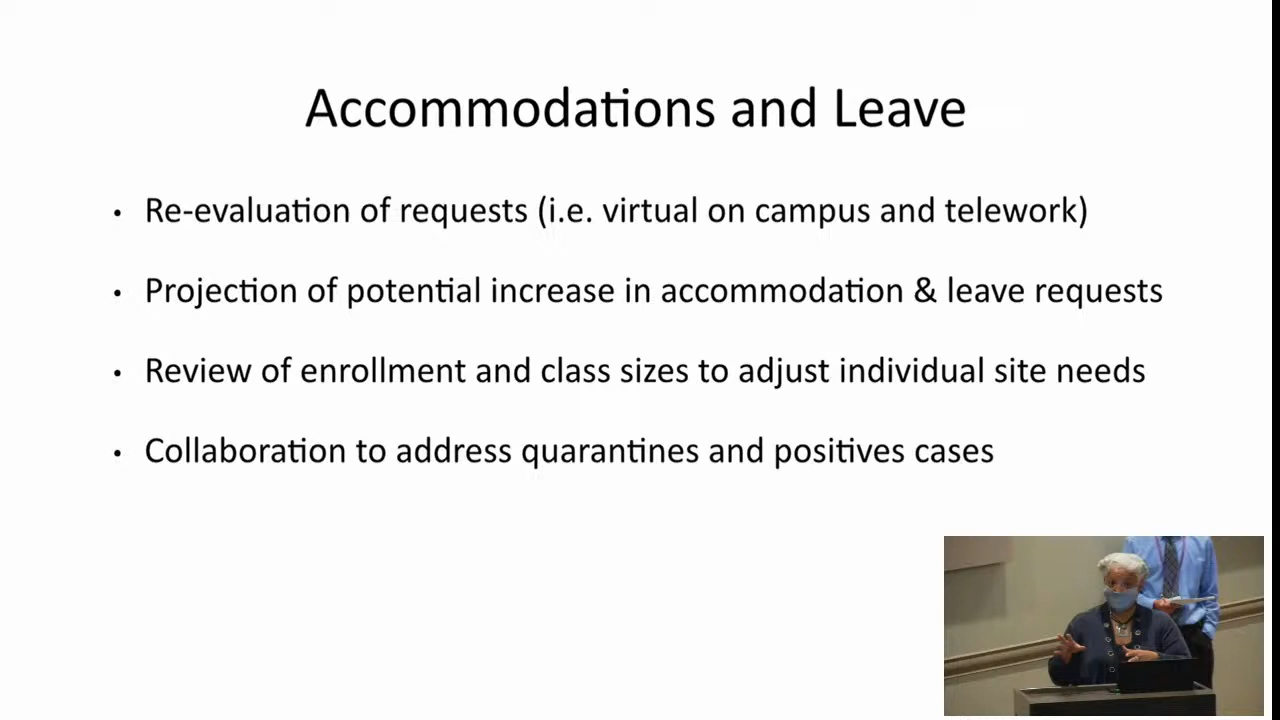 Accommodations and Leave
• Re-evaluation of requests (i.e. virtual on campus and telework)
• Projection of potential increase in accommodation & leave requests
• Review of enrollment and class sizes to adjust individual site needs
• Collaboration to address quarantines and positives cases